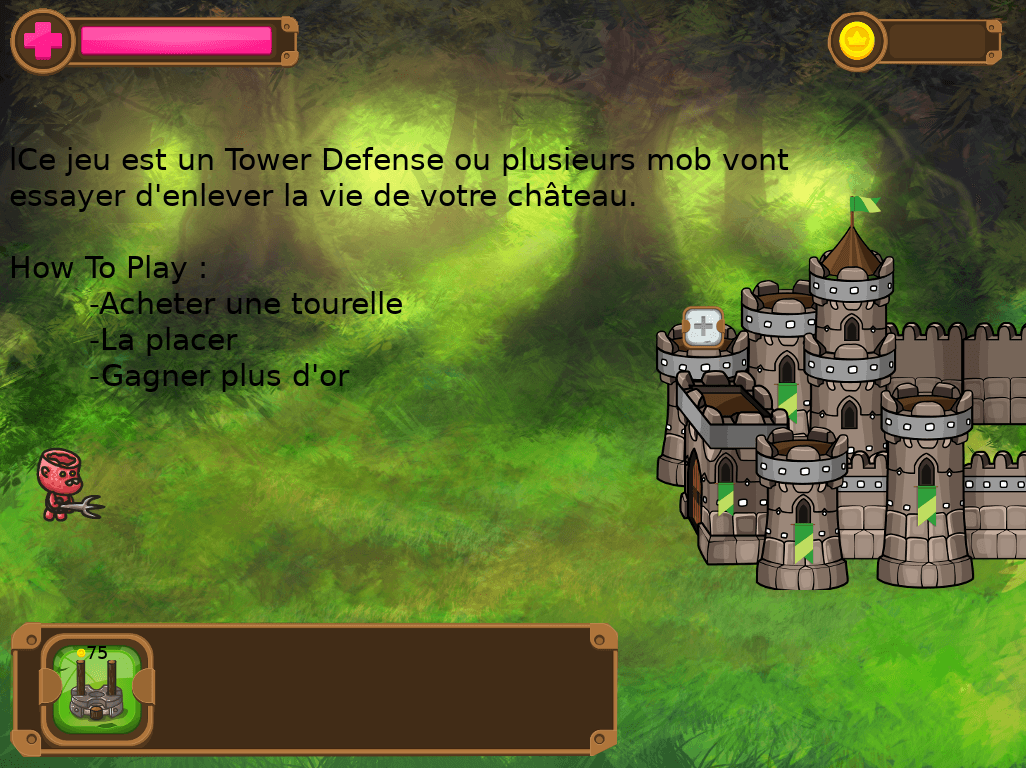 lCe jeu est un Tower Defense ou plusieurs mob vont
essayer d'enlever la vie de votre château.
How To Play :
-Acheter une tourelle
-La placer
-Gagner plus d'or
75